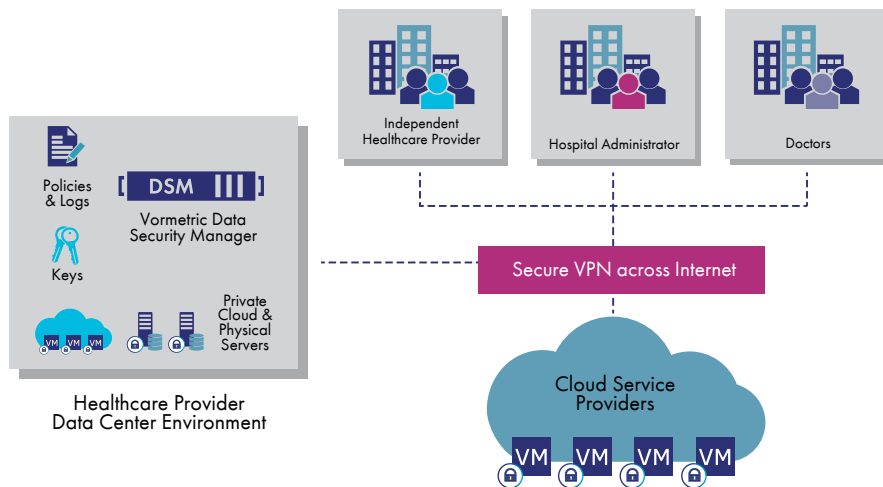 Independent
Healthcare Provider
Hospital Administrator
Doctors
Policies
& Logs
DSM
Vormetric Data
Security Manager
Keys
Private
Cloud &
Physical
Servers
VM VM VM
Healthcare Provider
Data Center Environment
Secure VPN across Internet
Cloud Service
Providers
VM VM VM VM